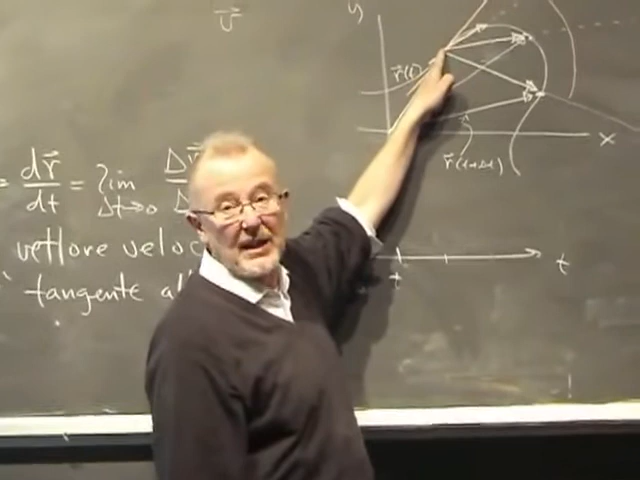 v⃗
y
r⃗(t)
x
r⃗(t+Δt)
= dr⃗/dt = lim Δt→0 Δr⃗
vettore veloc
tangente al
t
t